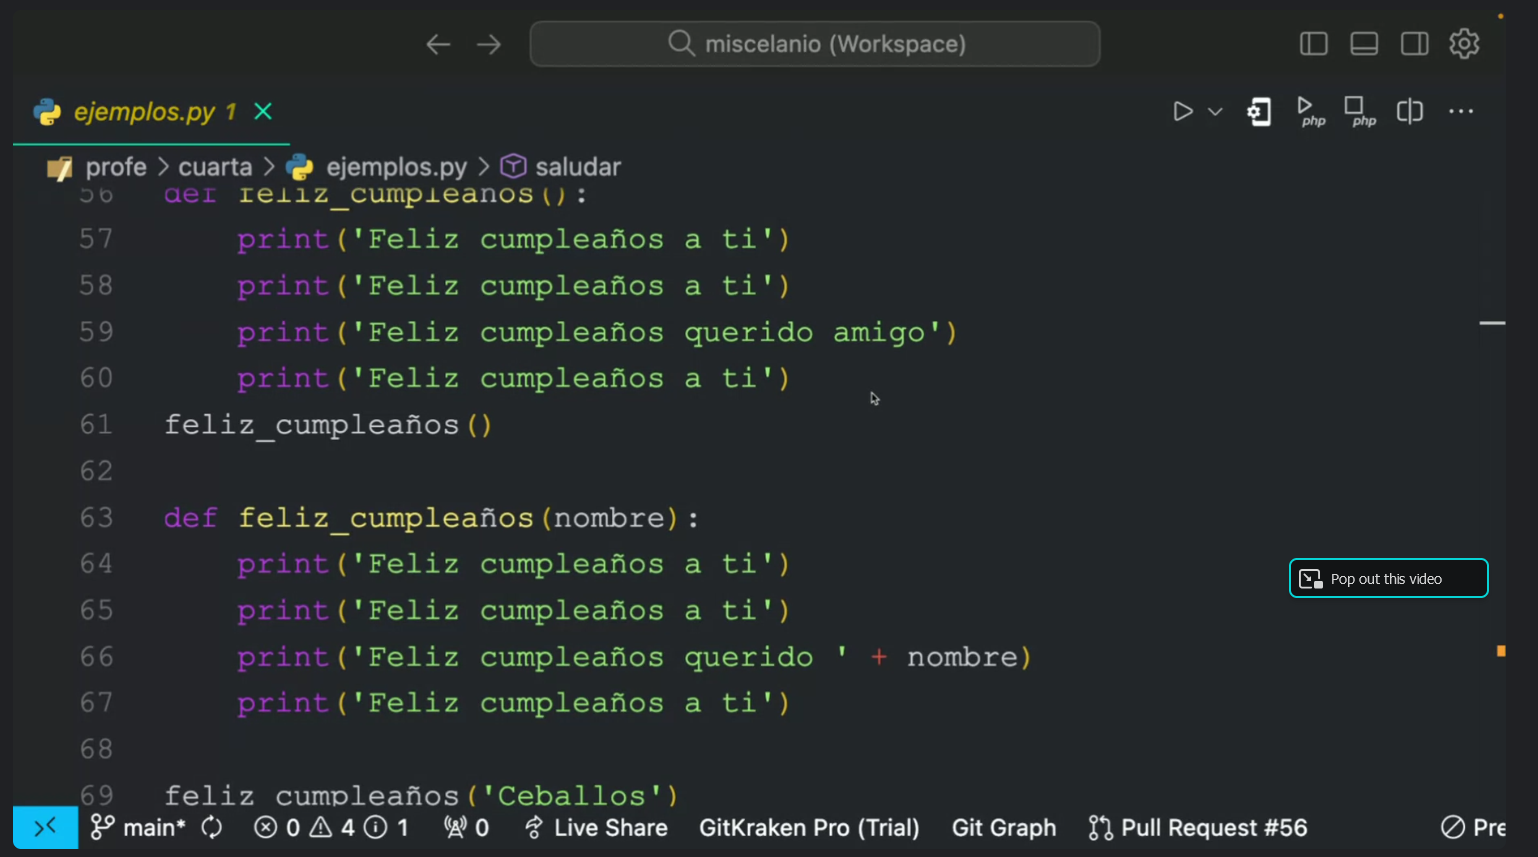 miscelanio (Workspace)
ejemplos.py 1
php php
profe > cuarta > ejemplos.py > saludar
56 def feliz_cumpleaños():
57 print('Feliz cumpleaños a ti')
58 print('Feliz cumpleaños a ti')
59 print('Feliz cumpleaños querido amigo')
60 print('Feliz cumpleaños a ti')
61 feliz_cumpleaños()
62
63 def feliz_cumpleaños(nombre):
64 print('Feliz cumpleaños a ti')
65 print('Feliz cumpleaños a ti')
66 print('Feliz cumpleaños querido ' + nombre)
67 print('Feliz cumpleaños a ti')
68
69 feliz_cumpleaños('Ceballos')
Pop out this video
main* 0 4 1 0 Live Share GitKraken Pro (Trial) Git Graph Pull Request #56 Pre